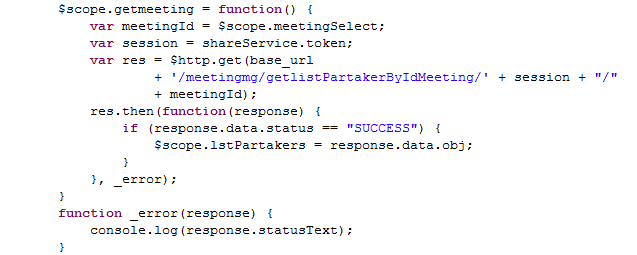 $scope.getmeeting = function() {
    var meetingId = $scope.meetingSelect;
    var session = shareService.token;
    var res = $http.get(base_url
            + '/meetingmg/getlistPartakerByIdMeeting/' + session + "/"
            + meetingId);
    res.then(function(response) {
        if (response.data.status == "SUCCESS") {
            $scope.lstPartakers = response.data.obj;
        }
    }, _error);
}
function _error(response) {
    console.log(response.statusText);
}